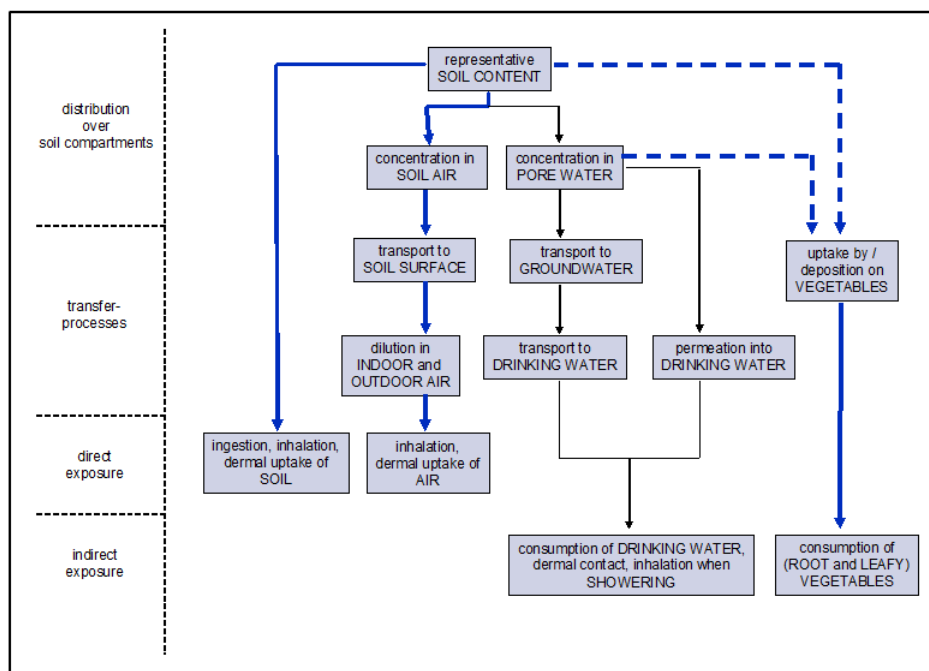 representative
SOIL CONTENT
distribution
over
soil compartments
concentration in
SOIL AIR
concentration in
PORE WATER
transport to
SOIL SURFACE
transport to
GROUNDWATER
uptake by /
deposition on
VEGETABLES
transfer-
processes
dilution in
INDOOR and
OUTDOOR AIR
transport to
DRINKING WATER
permeation into
DRINKING WATER
direct
exposure
ingestion, inhalation,
dermal uptake of
SOIL
inhalation,
dermal uptake of
AIR
indirect
exposure
consumption of DRINKING WATER,
dermal contact, inhalation when
SHOWERING
consumption of
(ROOT and LEAFY)
VEGETABLES